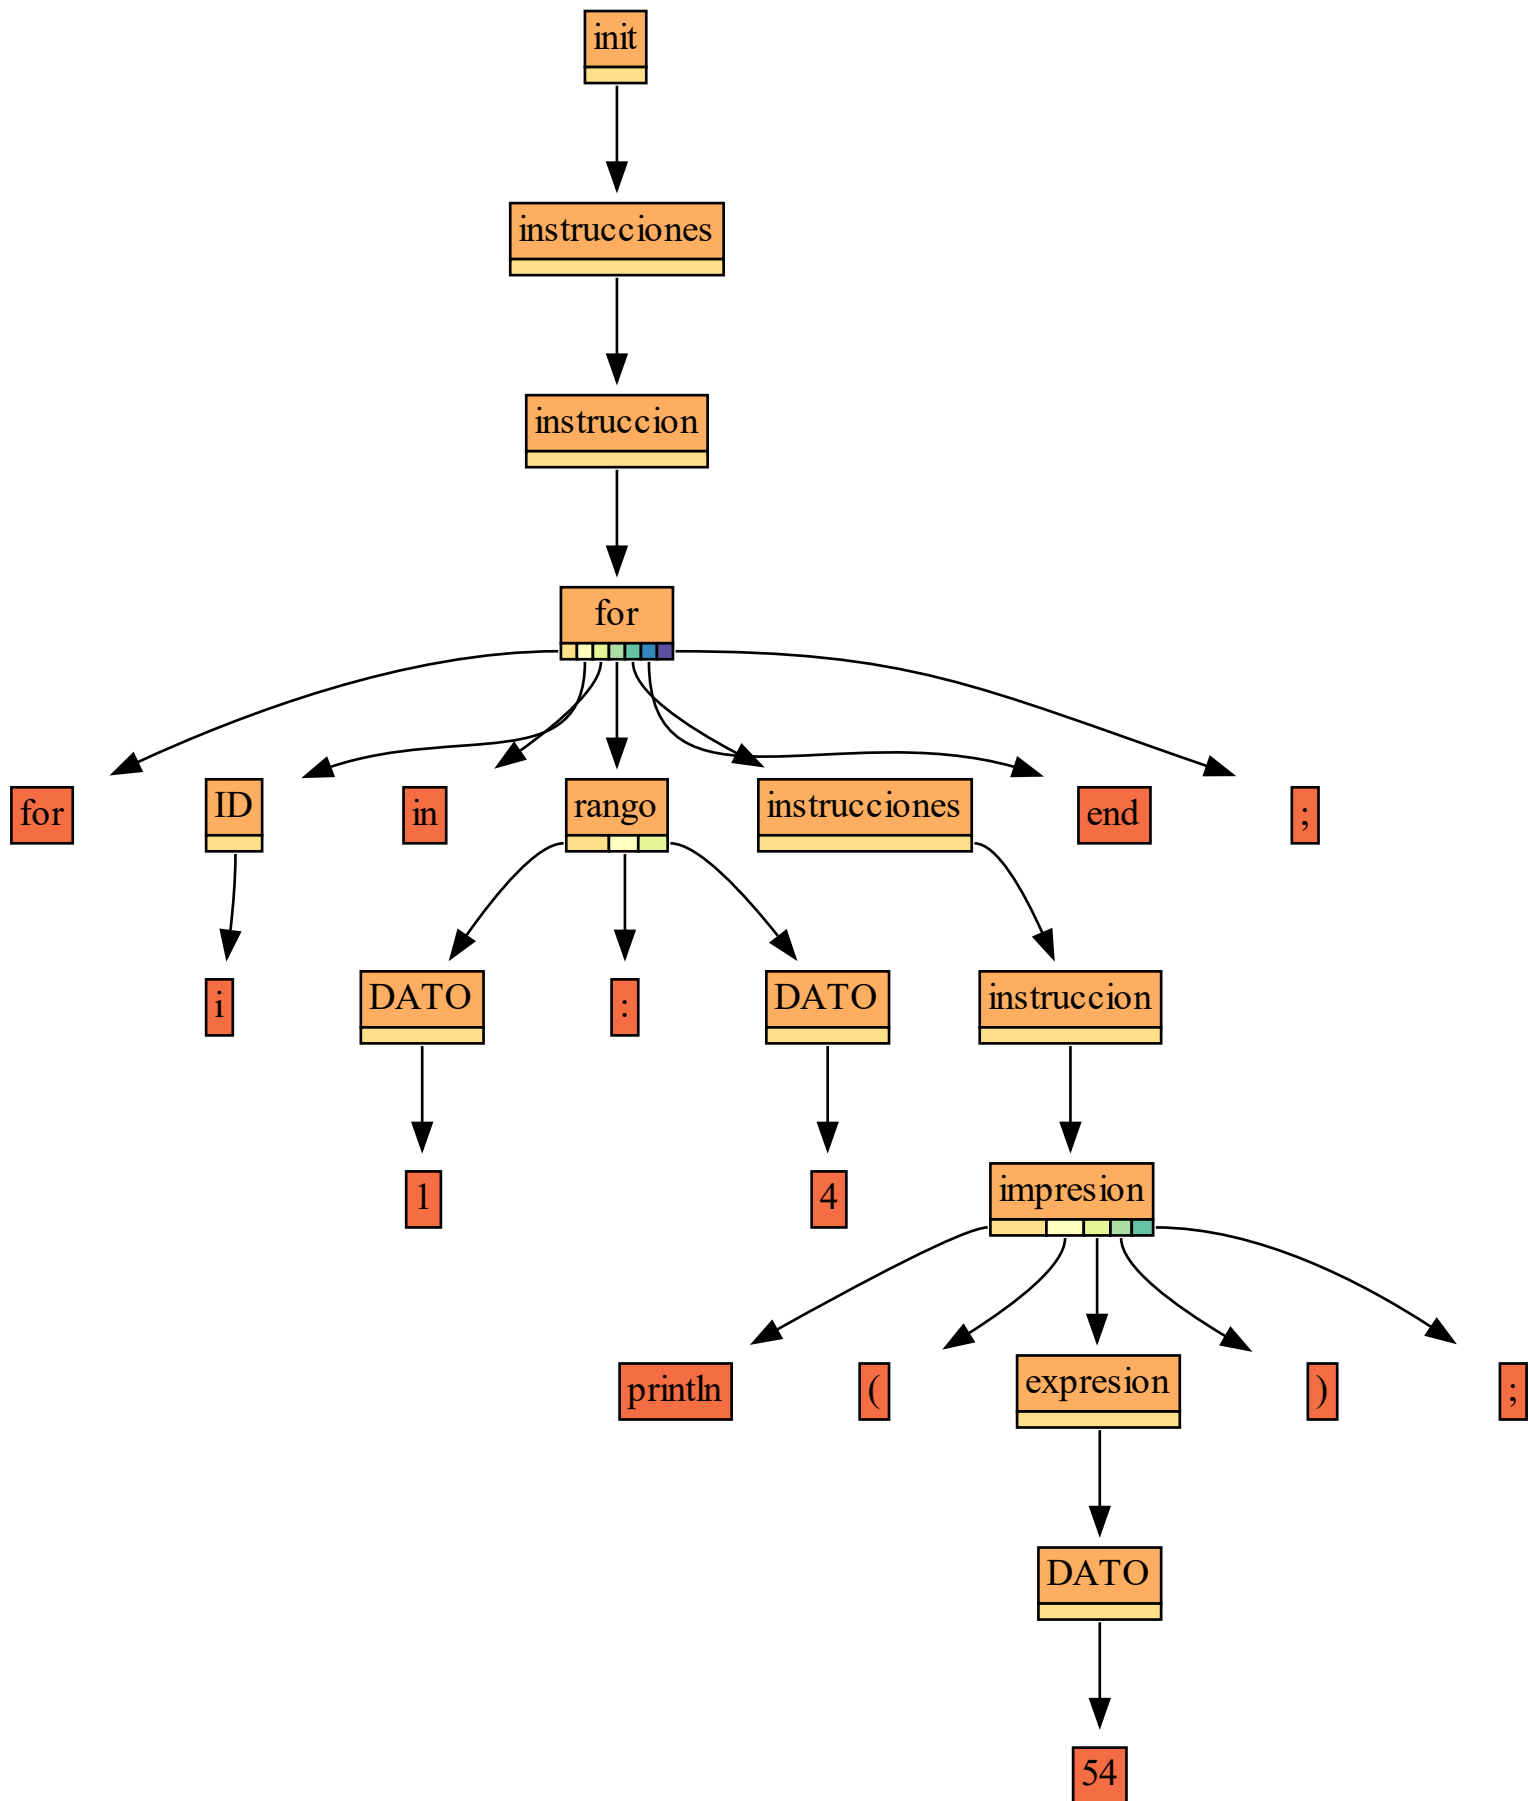 init
instrucciones
instruccion
for
for
ID
in
rango
instrucciones
end
;
i
DATO
:
DATO
instruccion
1
4
impresion
println
(
expresion
)
;
DATO
54